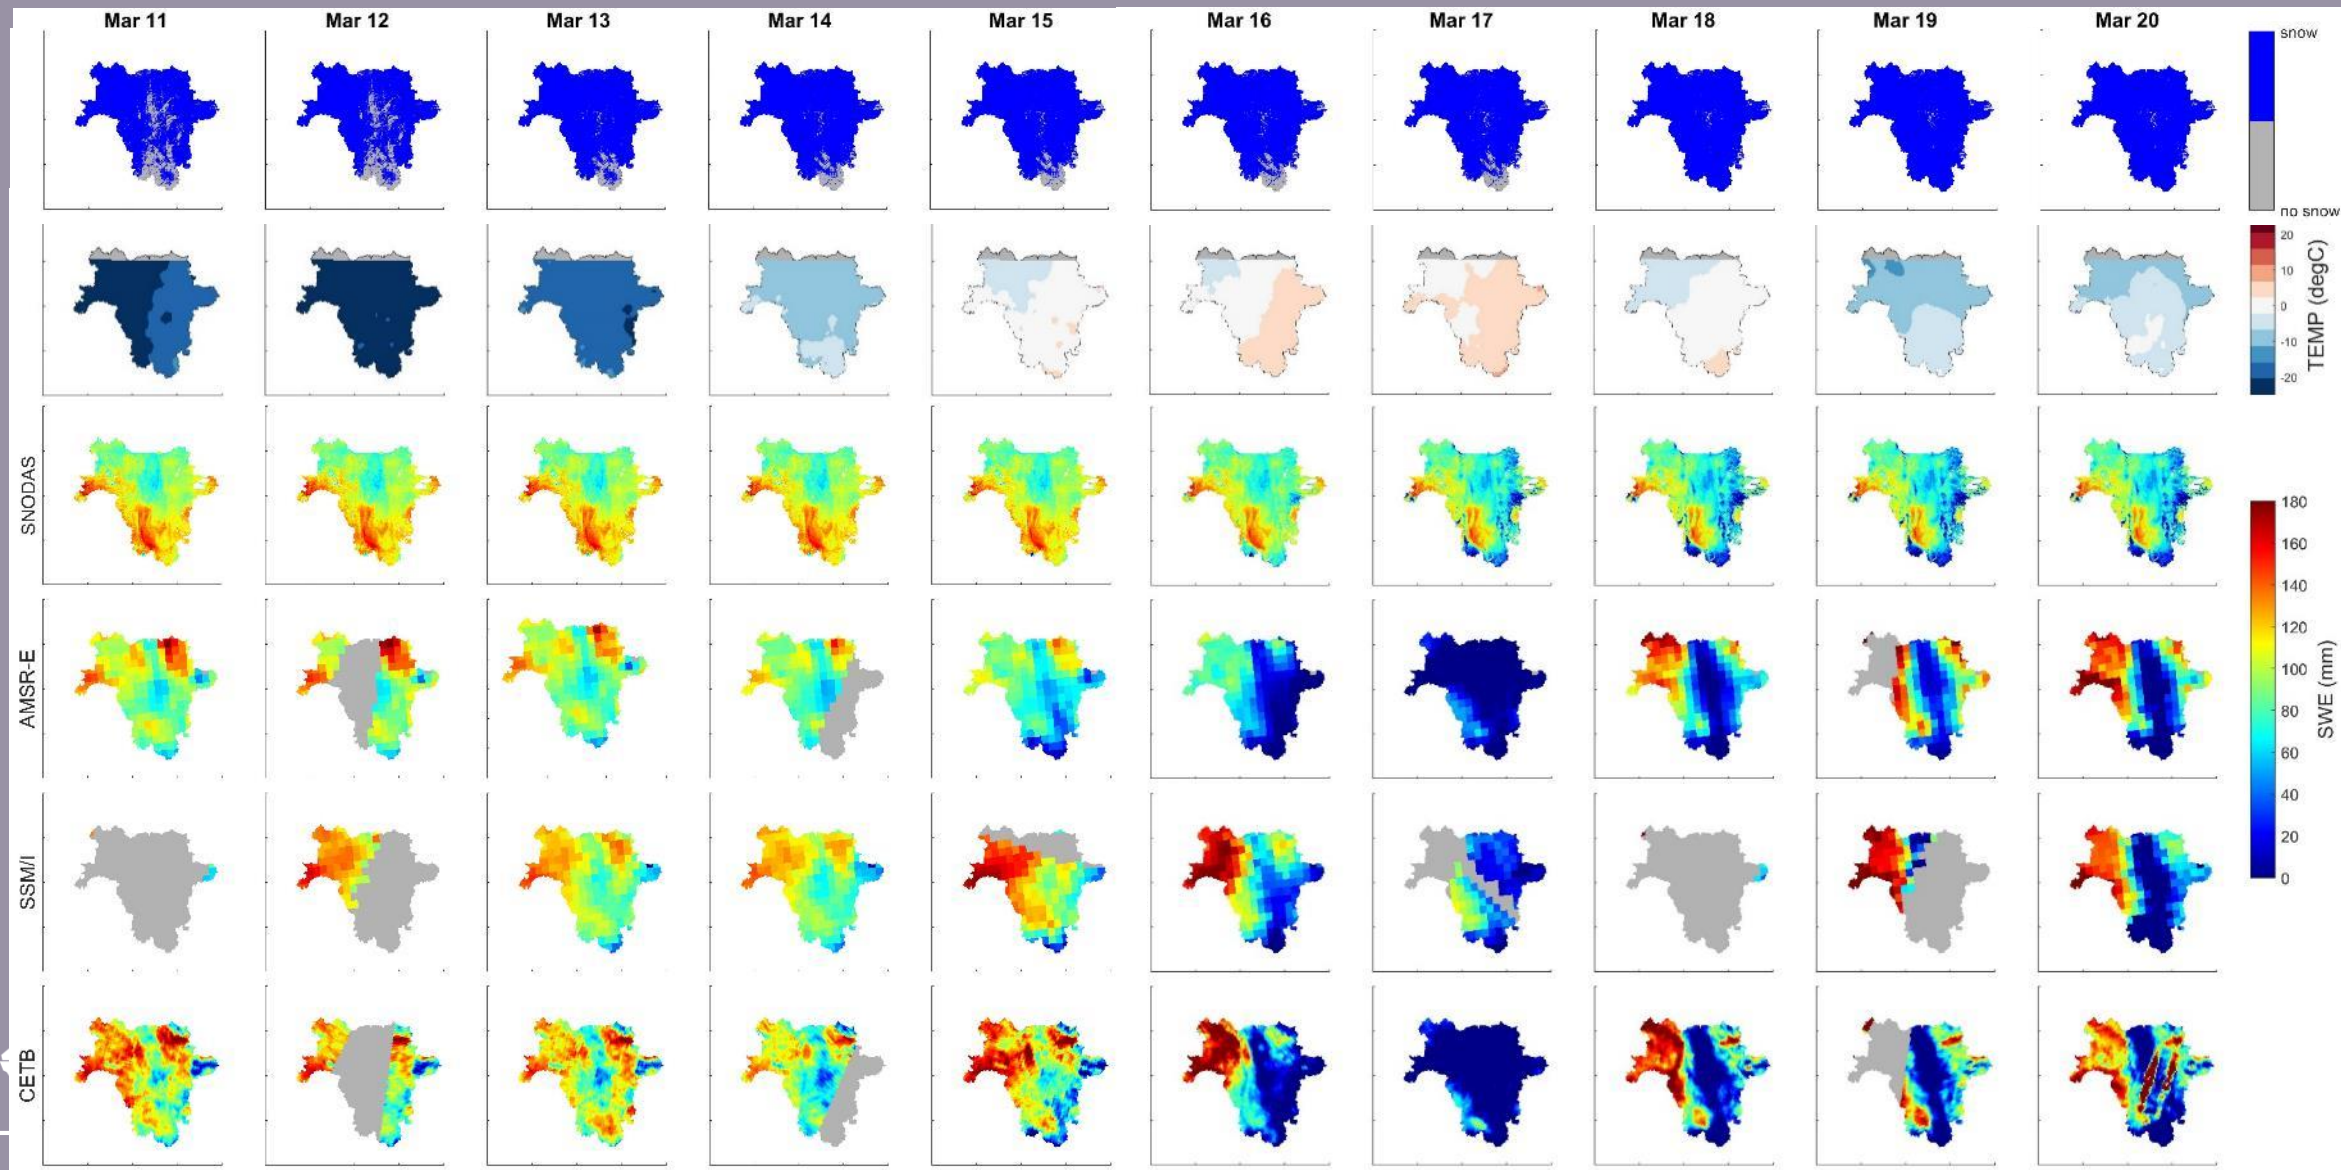 Mar 11 Mar 12 Mar 13 Mar 14 Mar 15 Mar 16 Mar 17 Mar 18 Mar 19 Mar 20
snow
no snow
20
10
0
-10
-20
TEMP (degC)
SNODAS
AMSR-E
SSM/I
CETB
180
160
140
120
100
80
60
40
20
0
SWE (mm)